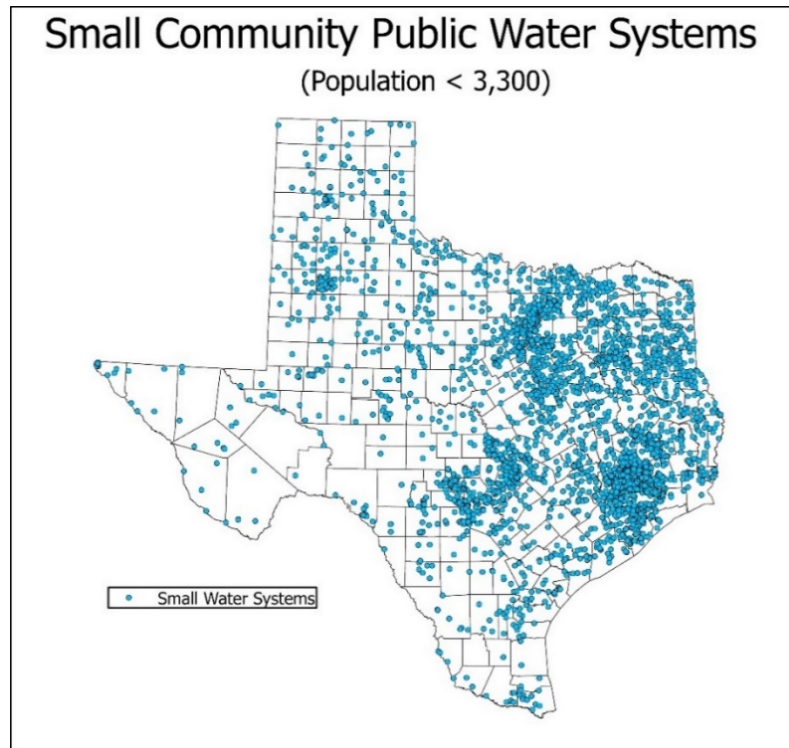 Small Community Public Water Systems
(Population < 3,300)
Small Water Systems